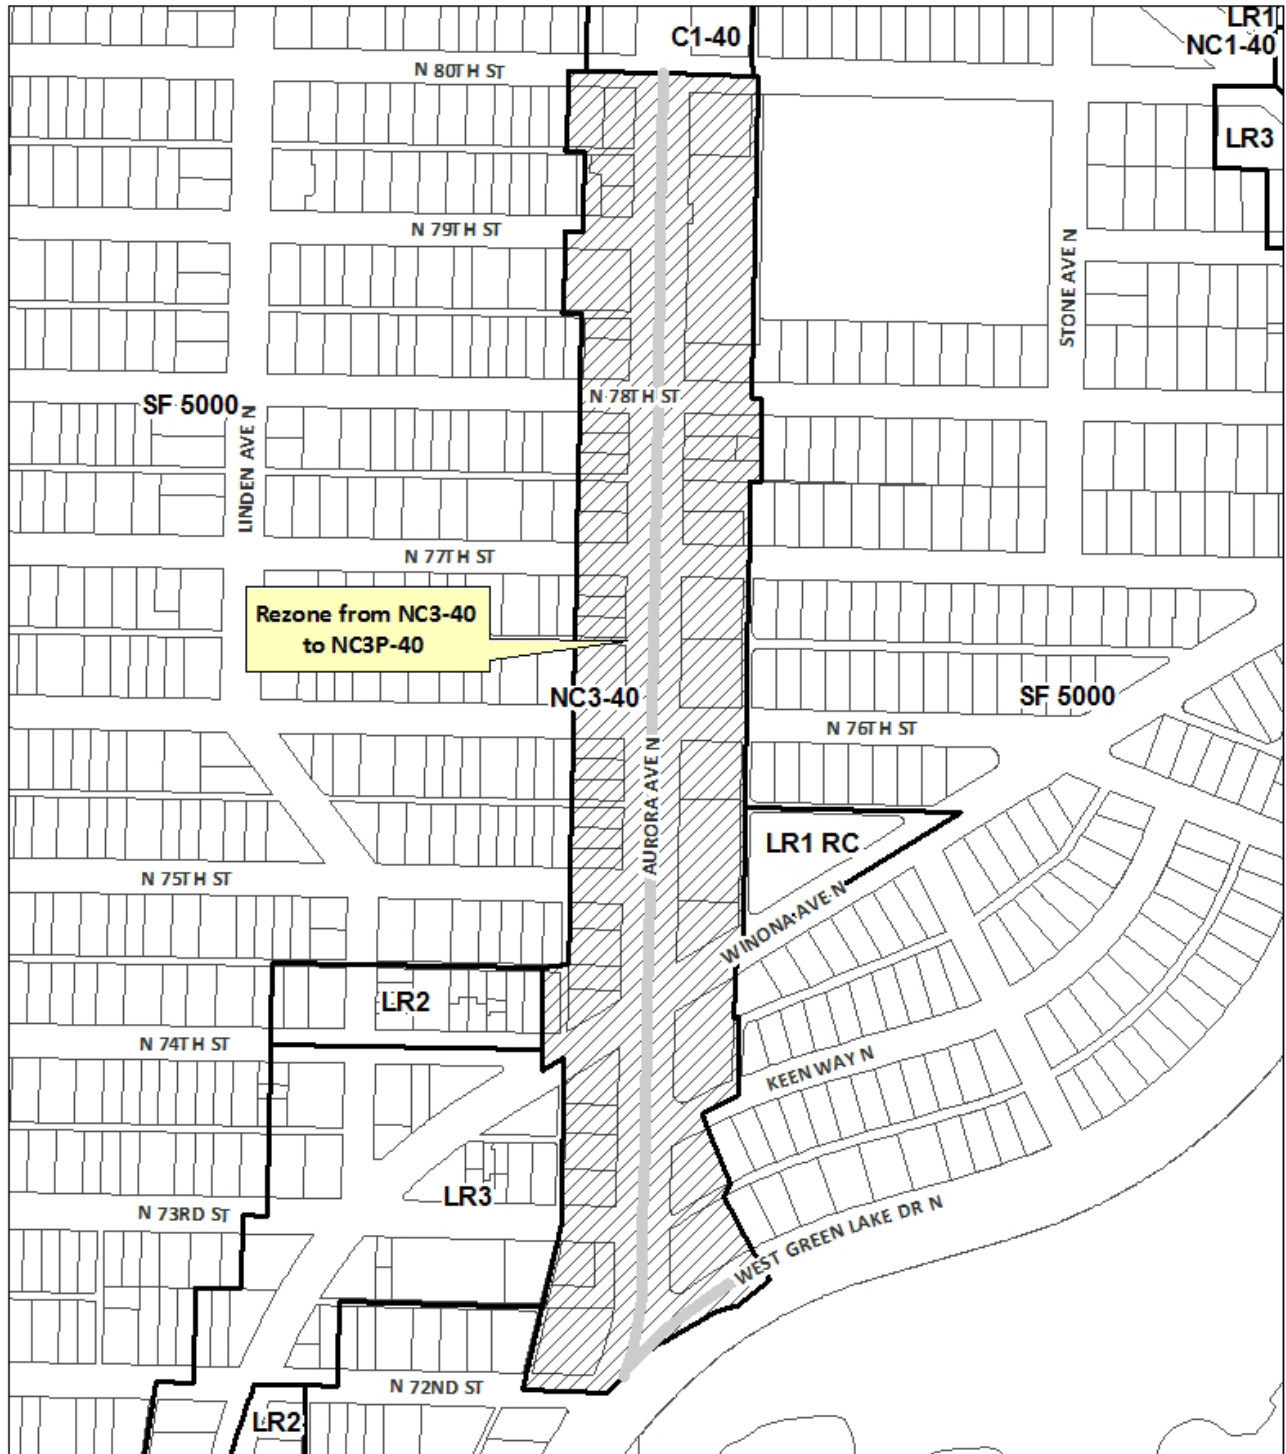 C1-40
LR1
NC1-40
N 80TH ST
LR3
N 79TH ST
STONE AVE N
N 78TH ST
SF 5000
LINDEN AVE N
N 77TH ST
Rezone from NC3-40
to NC3P-40
NC3-40
SF 5000
N 76TH ST
AURORA AVE N
LR1 RC
N 75TH ST
WINONA AVE N
LR2
N 74TH ST
KEEN WAY N
LR3
N 73RD ST
WEST GREEN LAKE DR N
N 72ND ST
LR2